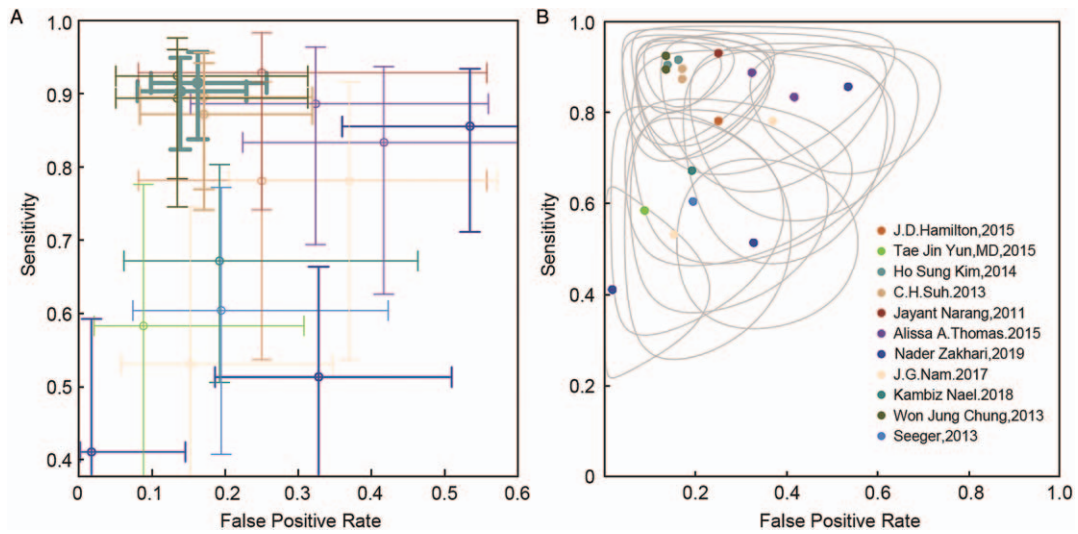 A
1.0
0.9
0.8
0.7
0.6
0.5
0.4
Sensitivity
0
0.1
0.2
0.3
0.4
0.5
0.6
False Positive Rate
B
1.0
0.8
0.6
0.4
0.2
0
Sensitivity
J.D.Hamilton,2015
Tae Jin Yun,MD,2015
Ho Sung Kim,2014
C.H.Suh.2013
Jayant Narang,2011
Alissa A.Thomas.2015
Nader Zakhari,2019
J.G.Nam.2017
Kambiz Nael.2018
Won Jung Chung,2013
Seeger,2013
0.2
0.4
0.6
0.8
1.0
False Positive Rate